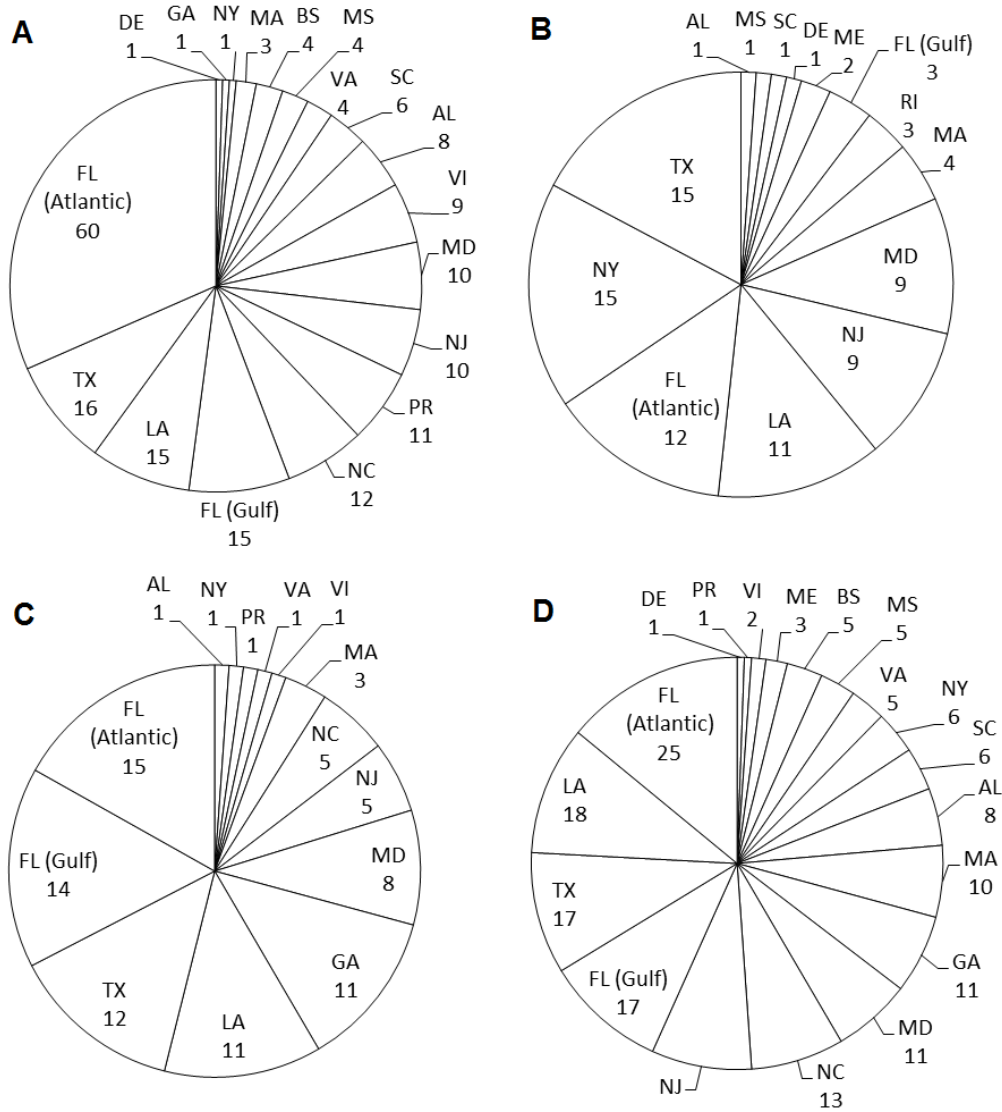 A
DE
1
GA
1
NY
1
MA
3
BS
4
MS
4
VA
4
SC
6
AL
8
VI
9
MD
10
NJ
10
PR
11
NC
12
FL (Gulf)
15
LA
15
TX
16
FL
(Atlantic)
60
B
AL
1
MS
1
SC
1
DE
1
ME
2
FL (Gulf)
3
RI
3
MA
4
MD
9
NJ
9
LA
11
FL
(Atlantic)
12
NY
15
TX
15
C
AL
1
NY
1
PR
1
VA
1
VI
1
MA
3
NC
5
NJ
5
MD
8
GA
11
LA
11
TX
12
FL (Gulf)
14
FL
(Atlantic)
15
D
DE
1
PR
1
VI
2
ME
3
BS
5
MS
5
VA
5
NY
6
SC
6
AL
8
MA
10
GA
11
MD
11
NC
13
NJ
FL (Gulf)
17
TX
17
LA
18
FL
(Atlantic)
25